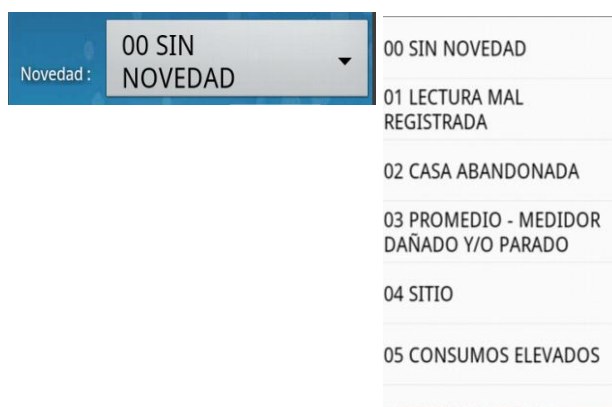 Novedad :
00 SIN
NOVEDAD
00 SIN NOVEDAD
01 LECTURA MAL
REGISTRADA
02 CASA ABANDONADA
03 PROMEDIO - MEDIDOR
DAÑADO Y/O PARADO
04 SITIO
05 CONSUMOS ELEVADOS